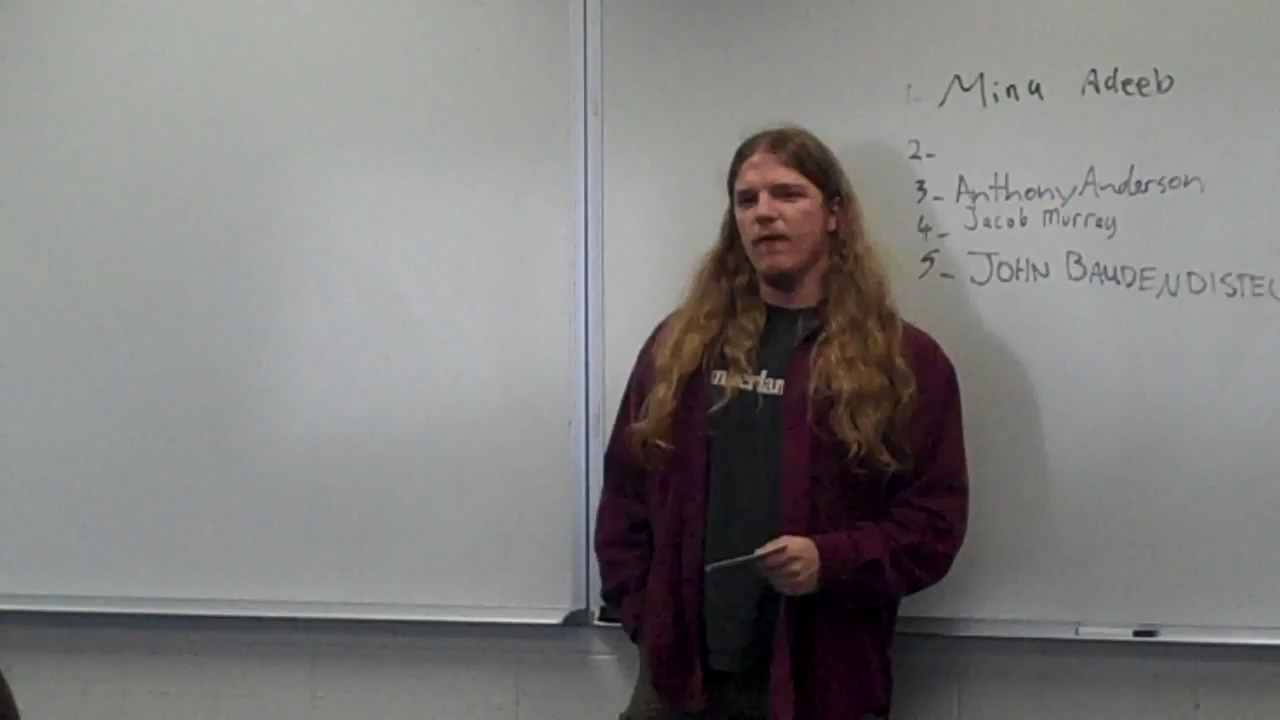 1. Mina Adeeb
2-
3- Anthony Anderson
4- Jacob Murray
5- JOHN BAUDENDISTEL